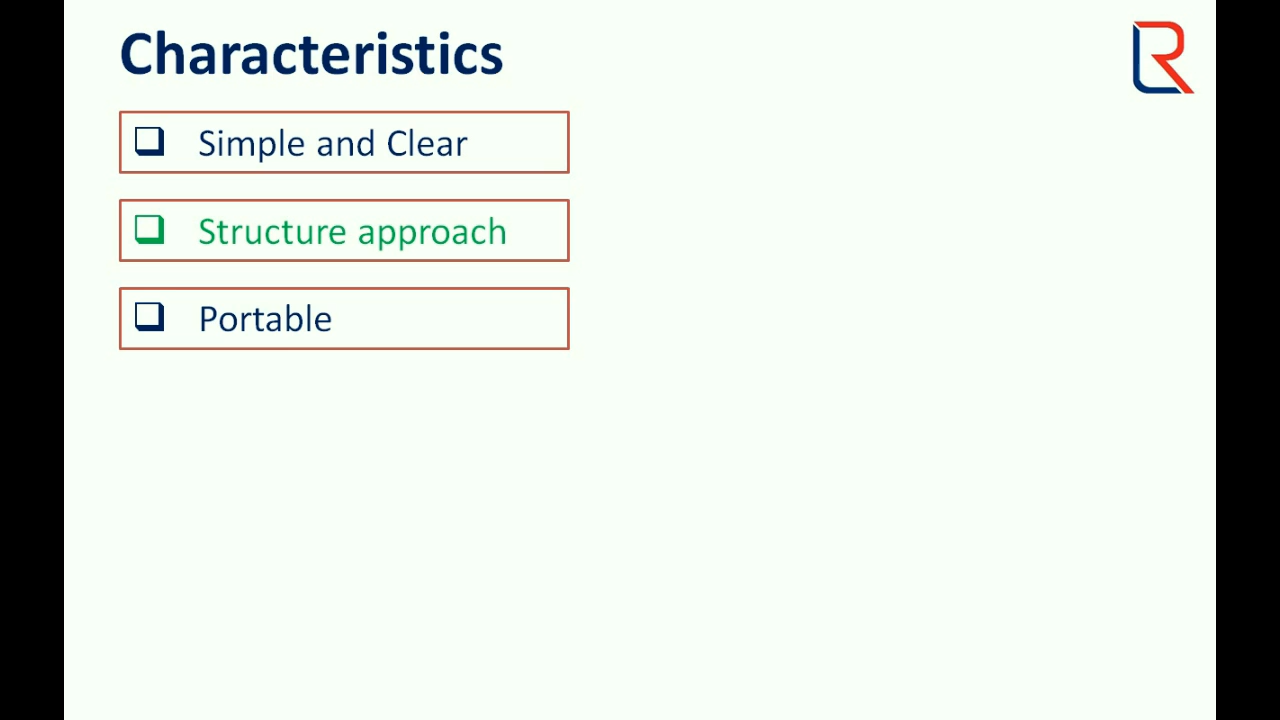 Characteristics
Simple and Clear
Structure approach
Portable